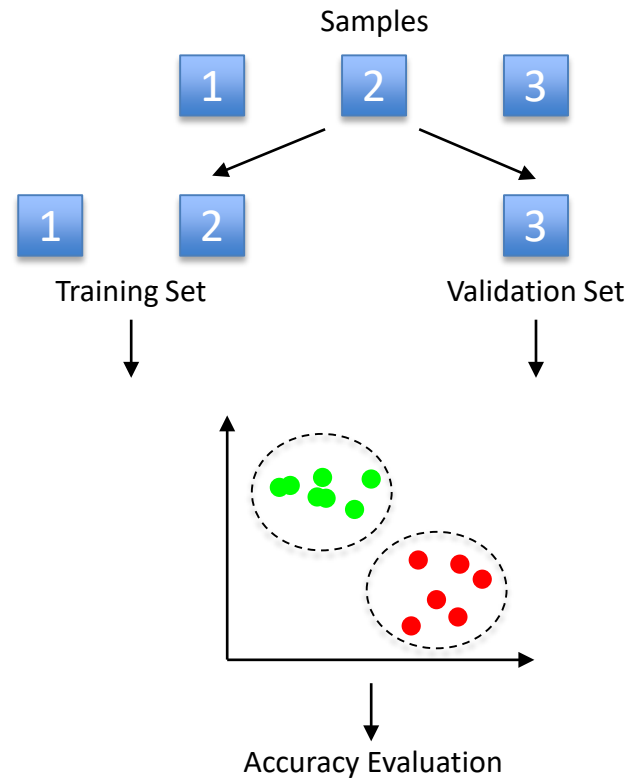 Samples
1 2 3
1 2 3
Training Set Validation Set
Accuracy Evaluation